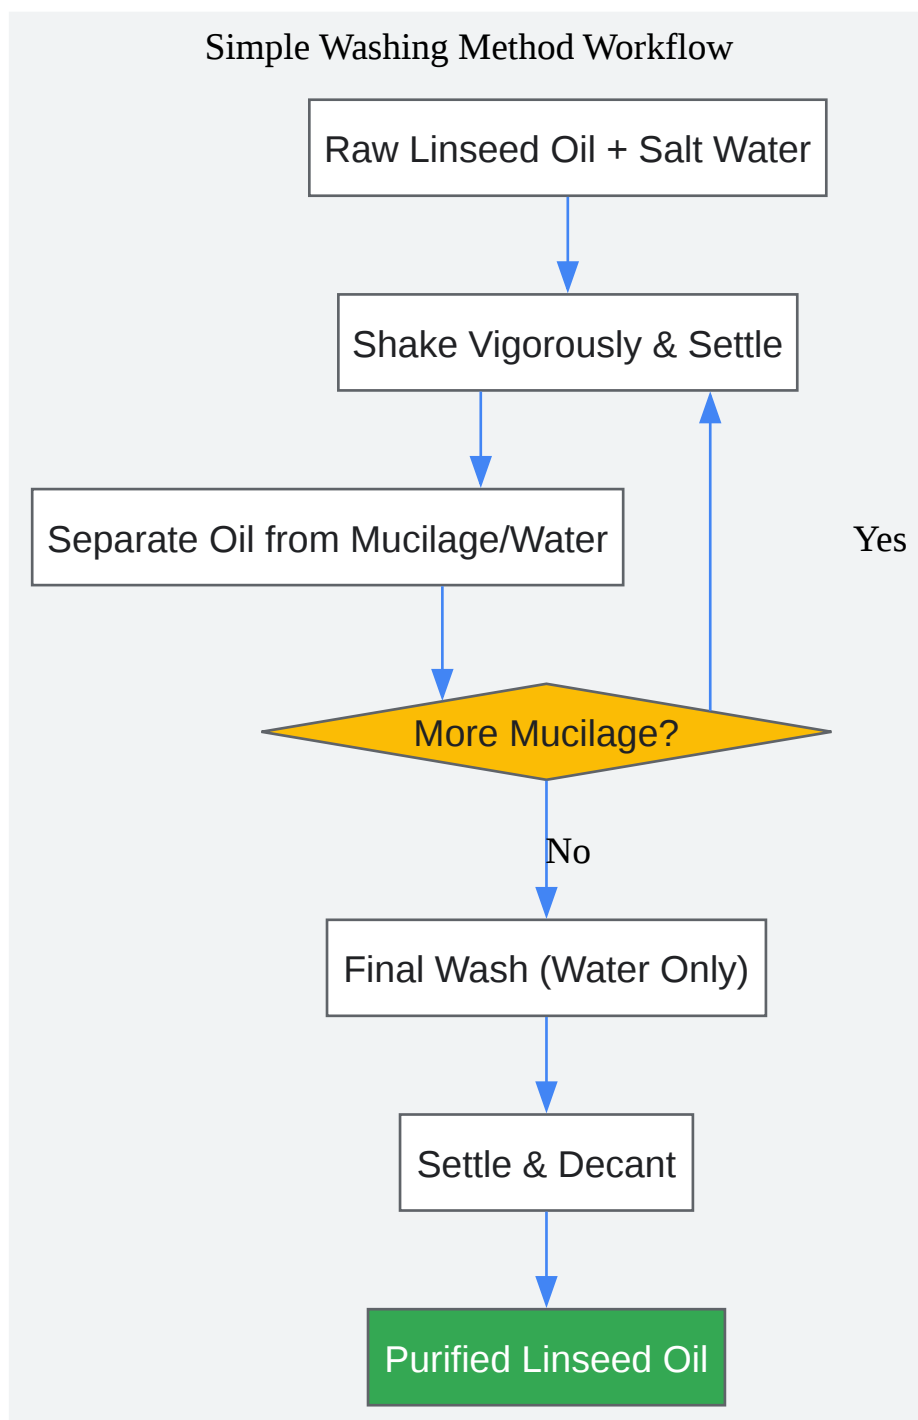 Simple Washing Method Workflow
Raw Linseed Oil + Salt Water
Shake Vigorously & Settle
Separate Oil from Mucilage/Water
Yes
More Mucilage?
No
Final Wash (Water Only)
Settle & Decant
Purified Linseed Oil